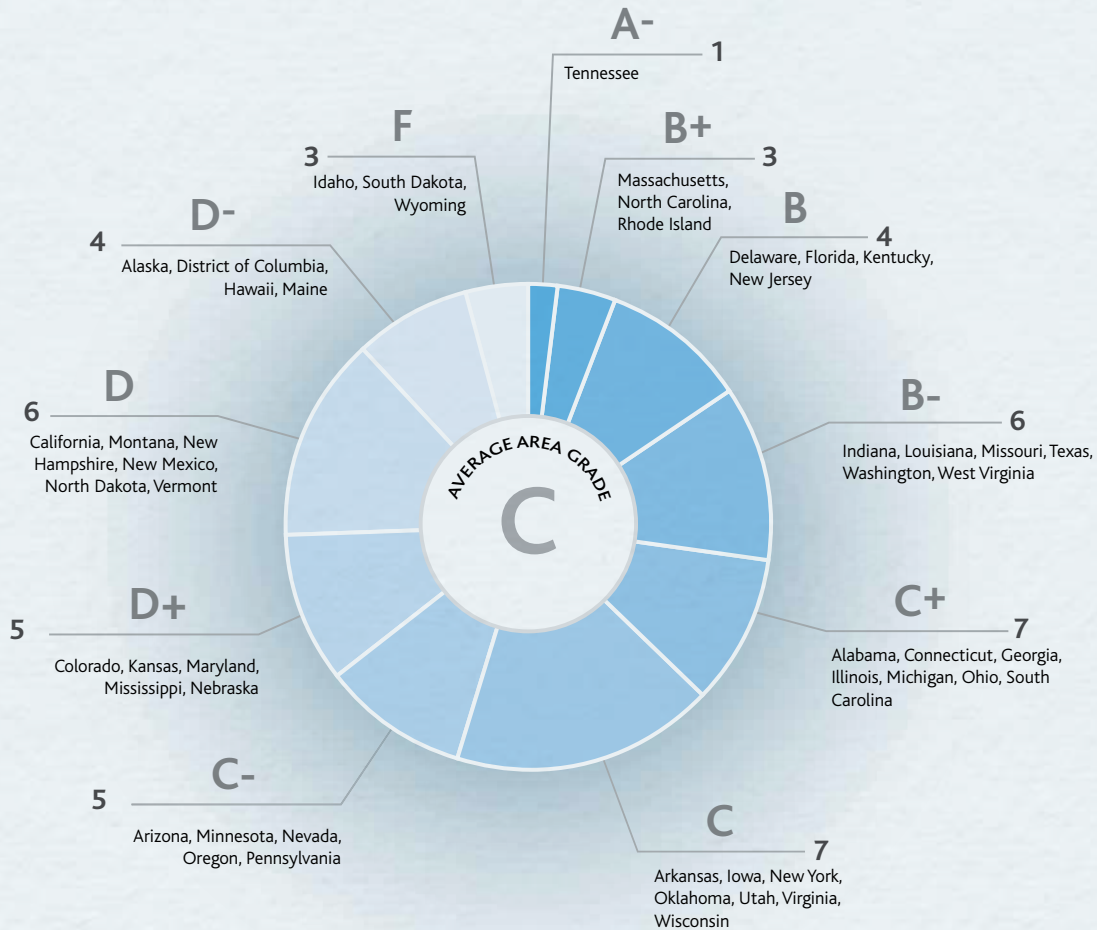 A-
1
Tennessee
B+
3
Massachusetts,
North Carolina,
Rhode Island
B
4
Delaware, Florida, Kentucky,
New Jersey
B-
6
Indiana, Louisiana, Missouri, Texas,
Washington, West Virginia
C+
7
Alabama, Connecticut, Georgia,
Illinois, Michigan, Ohio, South
Carolina
C
7
Arkansas, Iowa, New York,
Oklahoma, Utah, Virginia,
Wisconsin
C-
5
Arizona, Minnesota, Nevada,
Oregon, Pennsylvania
D+
5
Colorado, Kansas, Maryland,
Mississippi, Nebraska
D
6
California, Montana, New
Hampshire, New Mexico,
North Dakota, Vermont
D-
4
Alaska, District of Columbia,
Hawaii, Maine
F
3
Idaho, South Dakota,
Wyoming
AVERAGE AREA GRADE
C